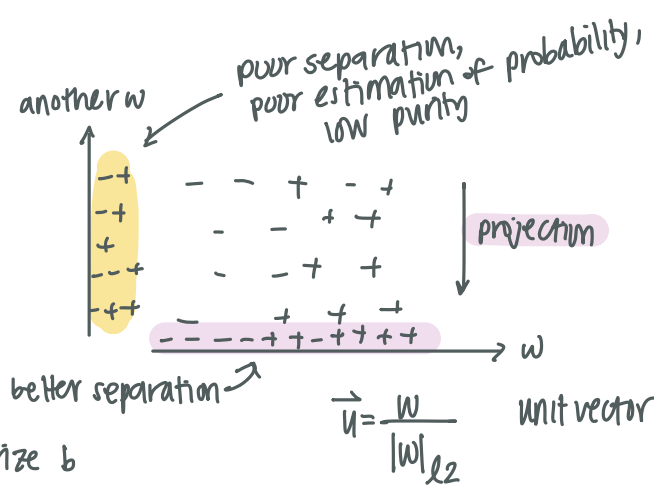 poor separation,
poor estimation of probability,
low purity
another w
- +
- +
+
- - +
- + +
- - + - +
- - + +
- - + +
- + + +
- - - - + + - + + + +
projection
w
better separation
u = w / |w| l2
unit vector
ize b